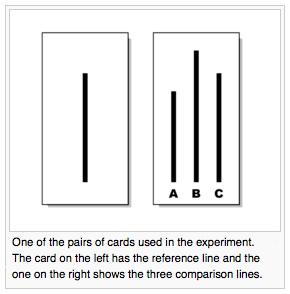 A B C
One of the pairs of cards used in the experiment.
The card on the left has the reference line and the
one on the right shows the three comparison lines.